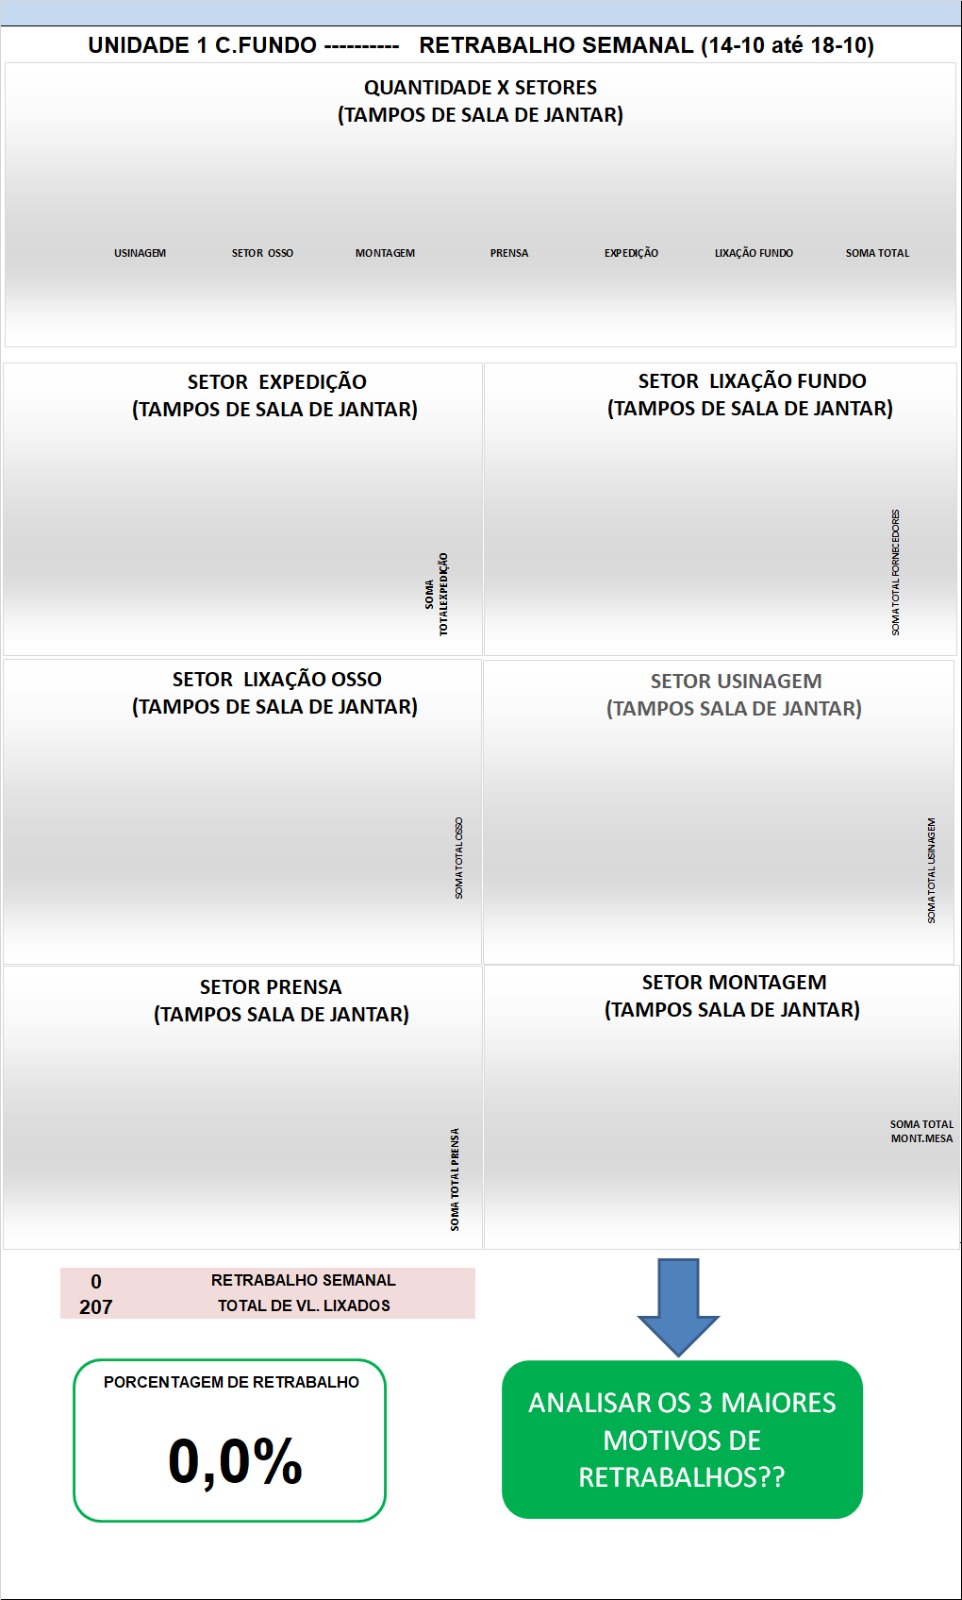 UNIDADE 1 C.FUNDO ---------- RETRABALHO SEMANAL (14-10 até 18-10)
QUANTIDADE X SETORES
(TAMPOS DE SALA DE JANTAR)
USINAGEM SETOR OSSO MONTAGEM PRENSA EXPEDIÇÃO LIXAÇÃO FUNDO SOMA TOTAL
SETOR EXPEDIÇÃO
(TAMPOS DE SALA DE JANTAR)
SOMA
TOTALEXPEDIÇÃO
SETOR LIXAÇÃO FUNDO
(TAMPOS DE SALA DE JANTAR)
SOMA TOTAL FORNECEDORES
SETOR LIXAÇÃO OSSO
(TAMPOS DE SALA DE JANTAR)
SOMA TOTAL OSSO
SETOR USINAGEM
(TAMPOS SALA DE JANTAR)
SOMA TOTAL USINAGEM
SETOR PRENSA
(TAMPOS SALA DE JANTAR)
SOMA TOTAL PRENSA
SETOR MONTAGEM
(TAMPOS SALA DE JANTAR)
SOMA TOTAL
MONT.MESA
0 RETRABALHO SEMANAL
207 TOTAL DE VL. LIXADOS
PORCENTAGEM DE RETRABALHO
0,0%
ANALISAR OS 3 MAIORES
MOTIVOS DE
RETRABALHOS??